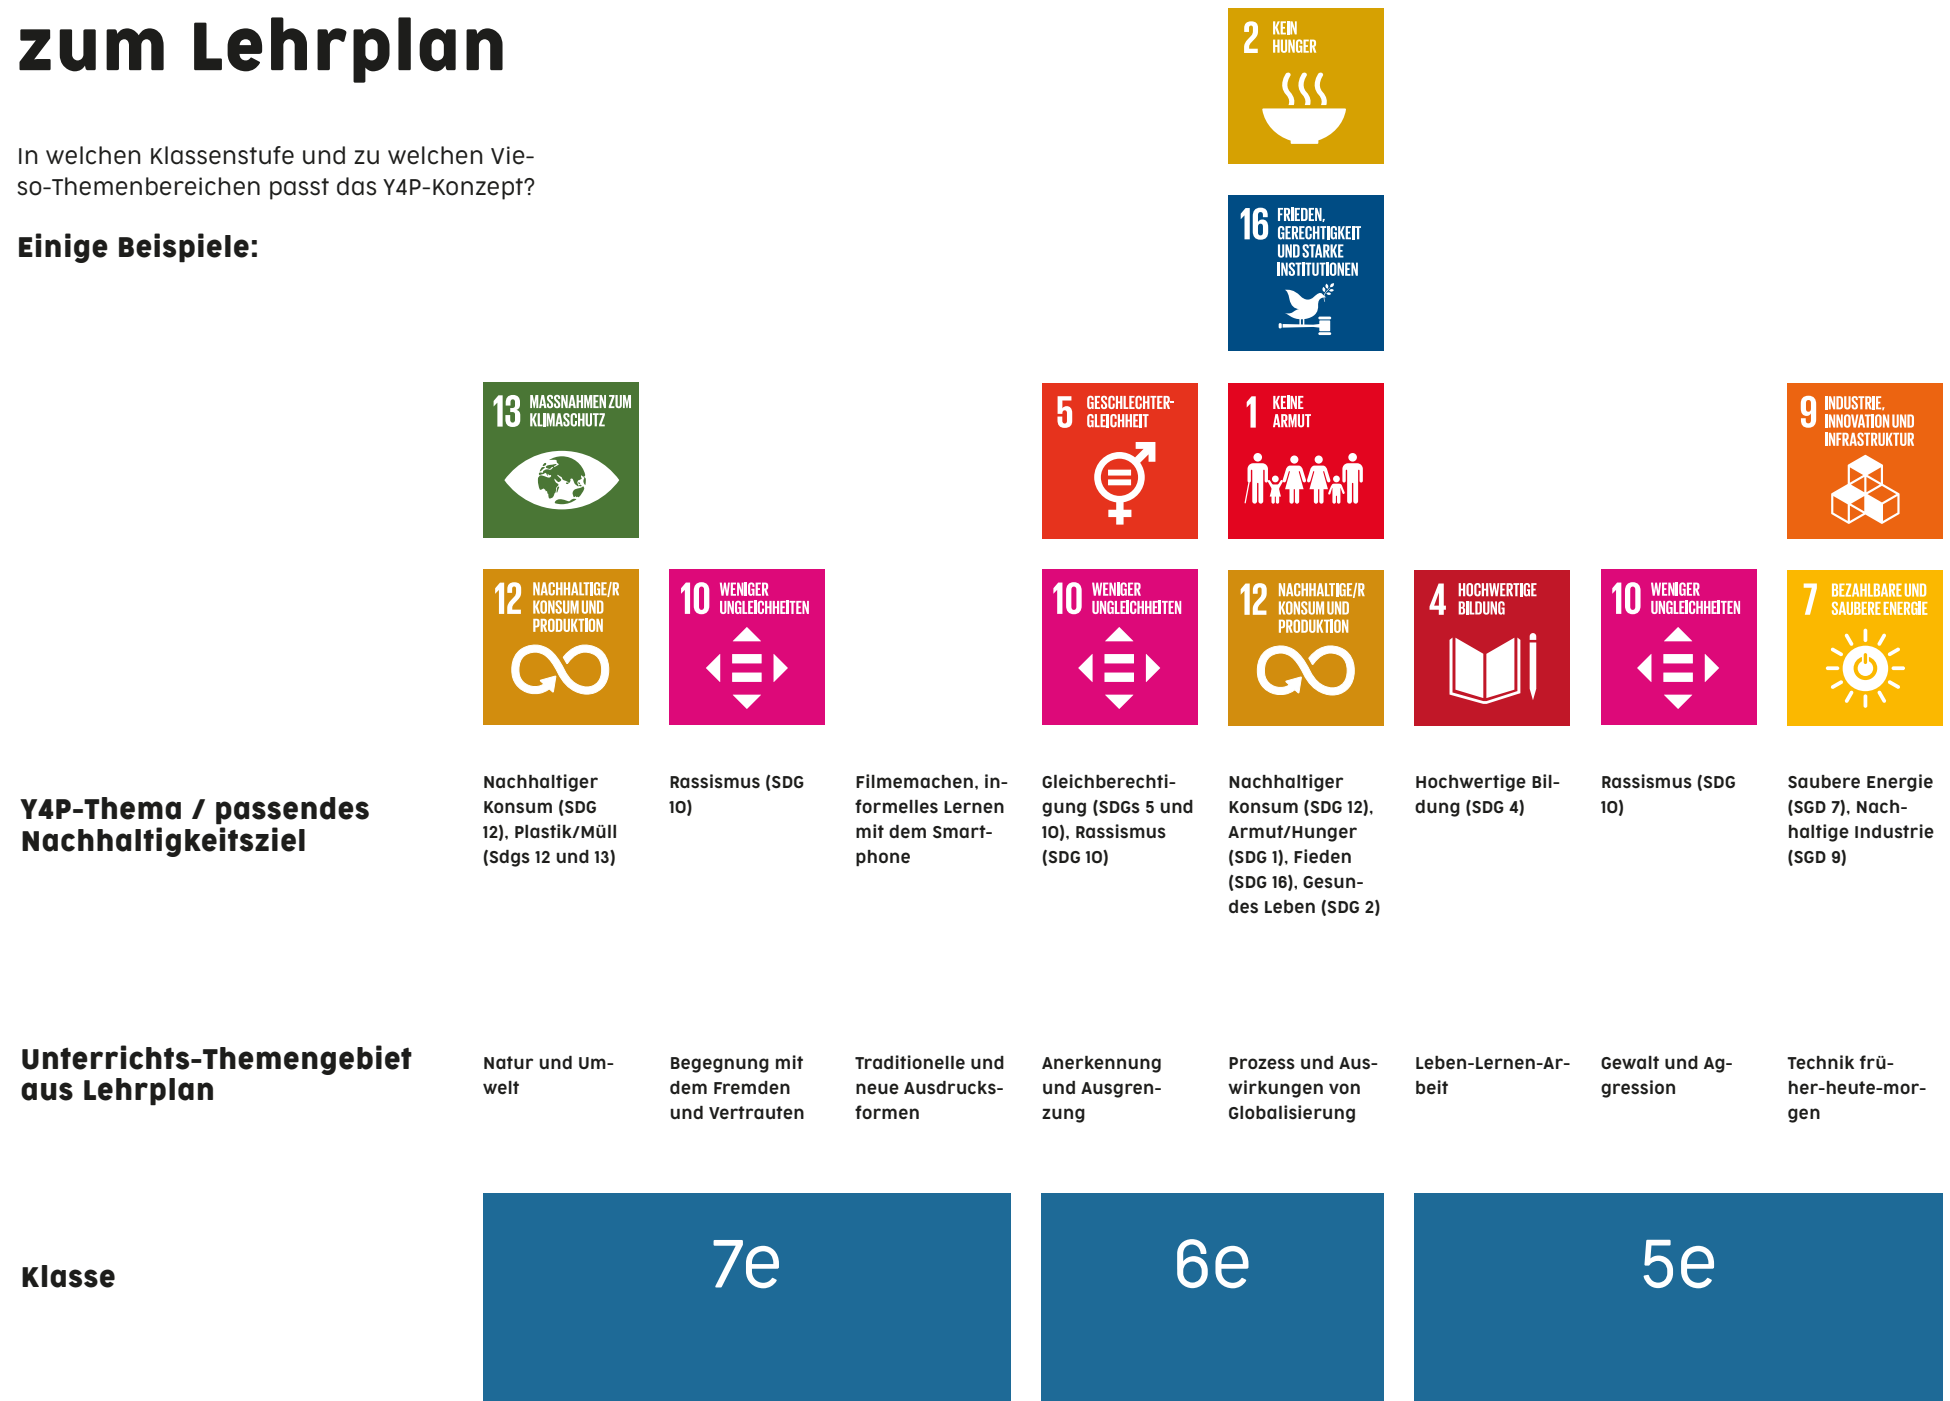 zum Lehrplan
In welchen Klassenstufe und zu welchen Vie-
so-Themenbereichen passt das Y4P-Konzept?
Einige Beispiele:
2 KEIN
HUNGER
16 FRIEDEN,
GERECHTIGKEIT
UND STARKE
INSTITUTIONEN
13 MASSNAHMEN ZUM
KLIMASCHUTZ
5 GESCHLECHTER-
GLEICHHEIT
1 KEINE
ARMUT
9 INDUSTRIE,
INNOVATION UND
INFRASTRUKTUR
12 NACHHALTIGE/R
KONSUM UND
PRODUKTION
10 WENIGER
UNGLEICHHEITEN
10 WENIGER
UNGLEICHHEITEN
12 NACHHALTIGE/R
KONSUM UND
PRODUKTION
4 HOCHWERTIGE
BILDUNG
10 WENIGER
UNGLEICHHEITEN
7 BEZAHLBARE UND
SAUBERE ENERGIE
Y4P-Thema / passendes
Nachhaltigkeitsziel
Nachhaltiger
Konsum (SDG
12), Plastik/Müll
(Sdgs 12 und 13)
Rassismus (SDG
10)
Filmemachen, in-
formelles Lernen
mit dem Smart-
phone
Gleichberechti-
gung (SDGs 5 und
10), Rassismus
(SDG 10)
Nachhaltiger
Konsum (SDG 12),
Armut/Hunger
(SDG 1), Fieden
(SDG 16), Gesun-
des Leben (SDG 2)
Hochwertige Bil-
dung (SDG 4)
Rassismus (SDG
10)
Saubere Energie
(SGD 7), Nach-
haltige Industrie
(SGD 9)
Unterrichts-Themengebiet
aus Lehrplan
Natur und Um-
welt
Begegnung mit
dem Fremden
und Vertrauten
Traditionelle und
neue Ausdrucks-
formen
Anerkennung
und Ausgren-
zung
Prozess und Aus-
wirkungen von
Globalisierung
Leben-Lernen-Ar-
beit
Gewalt und Ag-
gression
Technik frü-
her-heute-mor-
gen
Klasse
7e
6e
5e